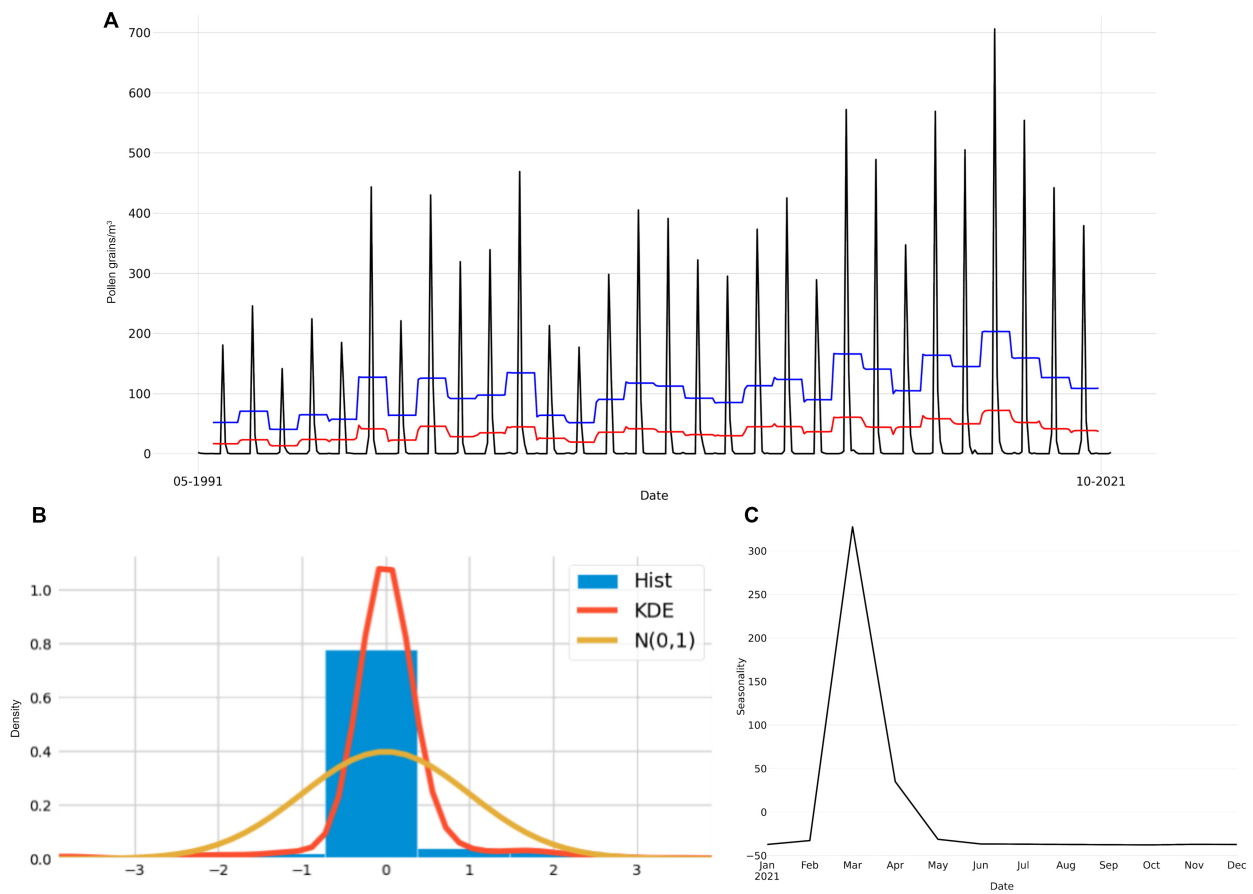 A
700
600
500
400
300
200
100
0
Pollen grains/m³
05-1991
10-2021
Date
B
1.0
0.8
0.6
0.4
0.2
0.0
Density
−3
−2
−1
0
1
2
3
Hist
KDE
N(0,1)
C
300
250
200
150
100
50
0
−50
Seasonality
Jan Feb Mar Apr May Jun Jul Aug Sep Oct Nov Dec
2021
Date